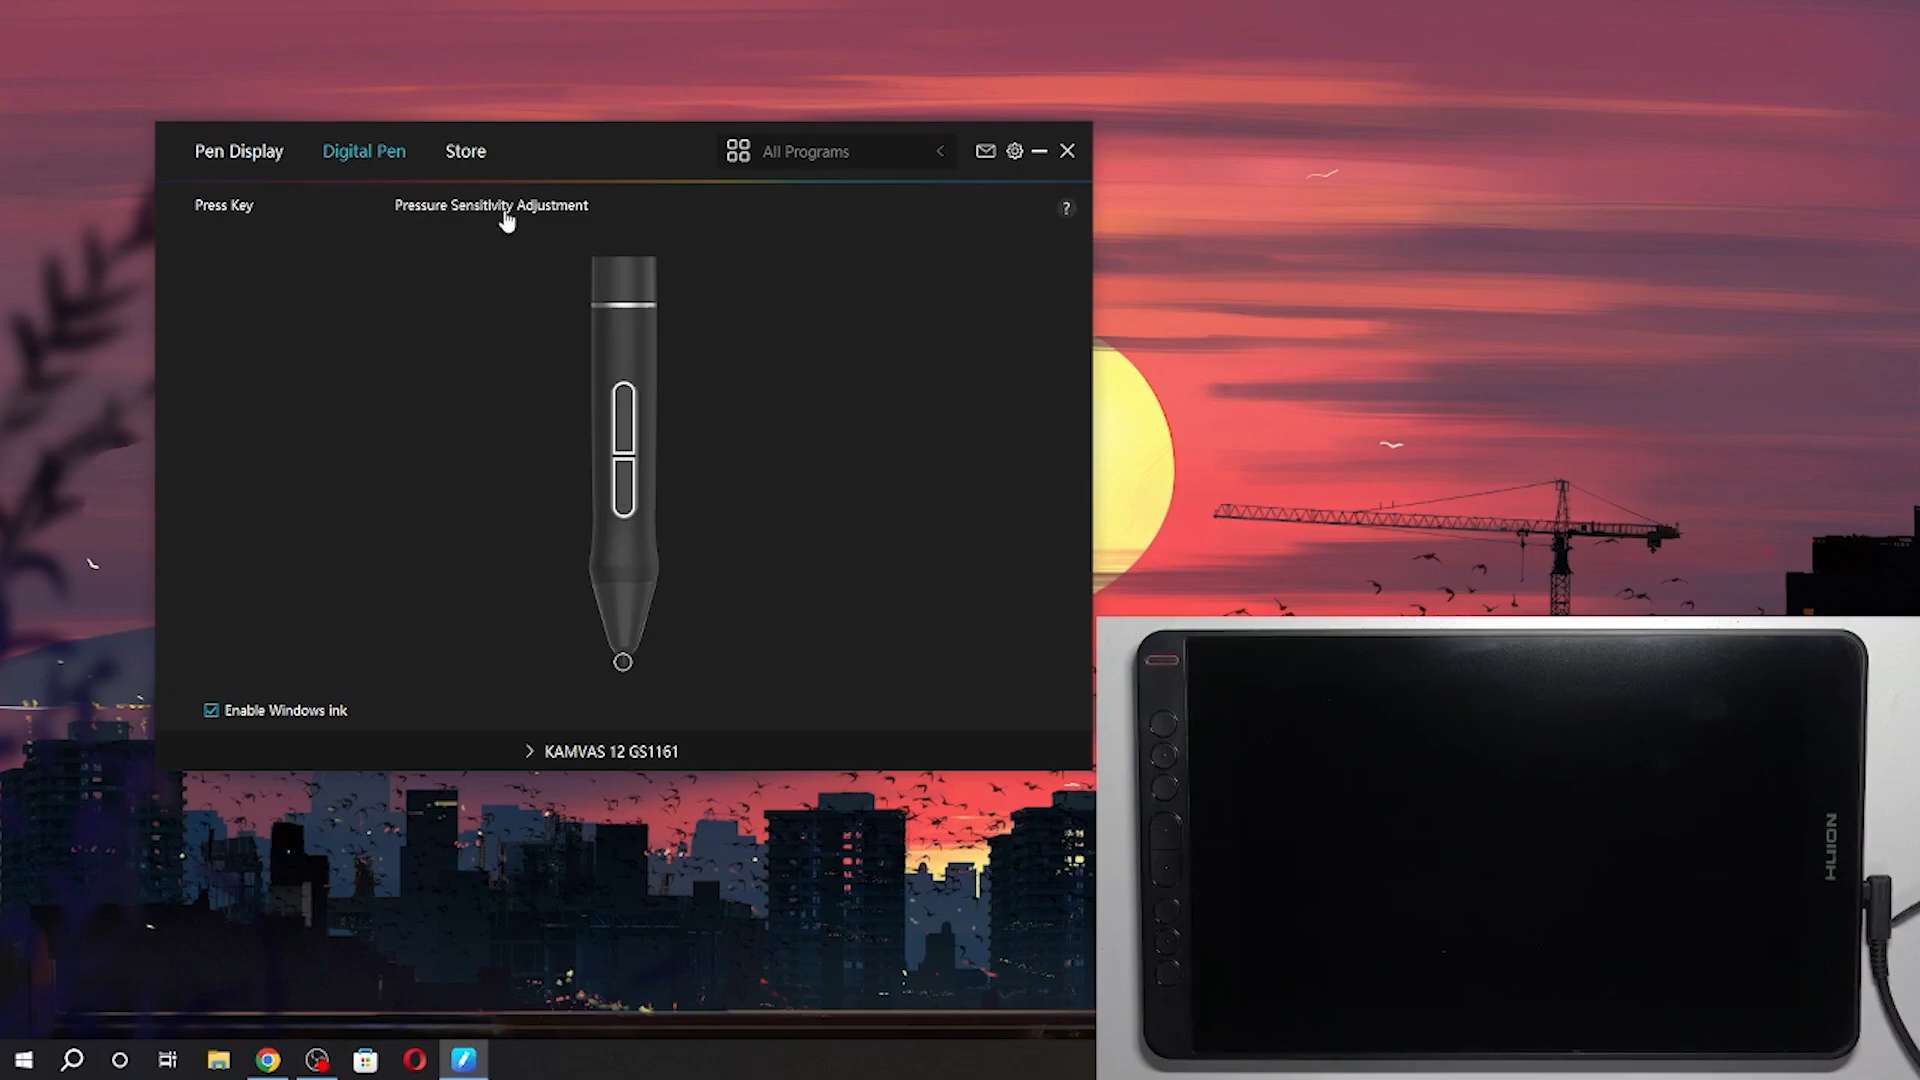 Pen Display Digital Pen Store All Programs
Press Key Pressure Sensitivity Adjustment ?
Enable Windows ink
KAMVAS 12 GS1161
HUION